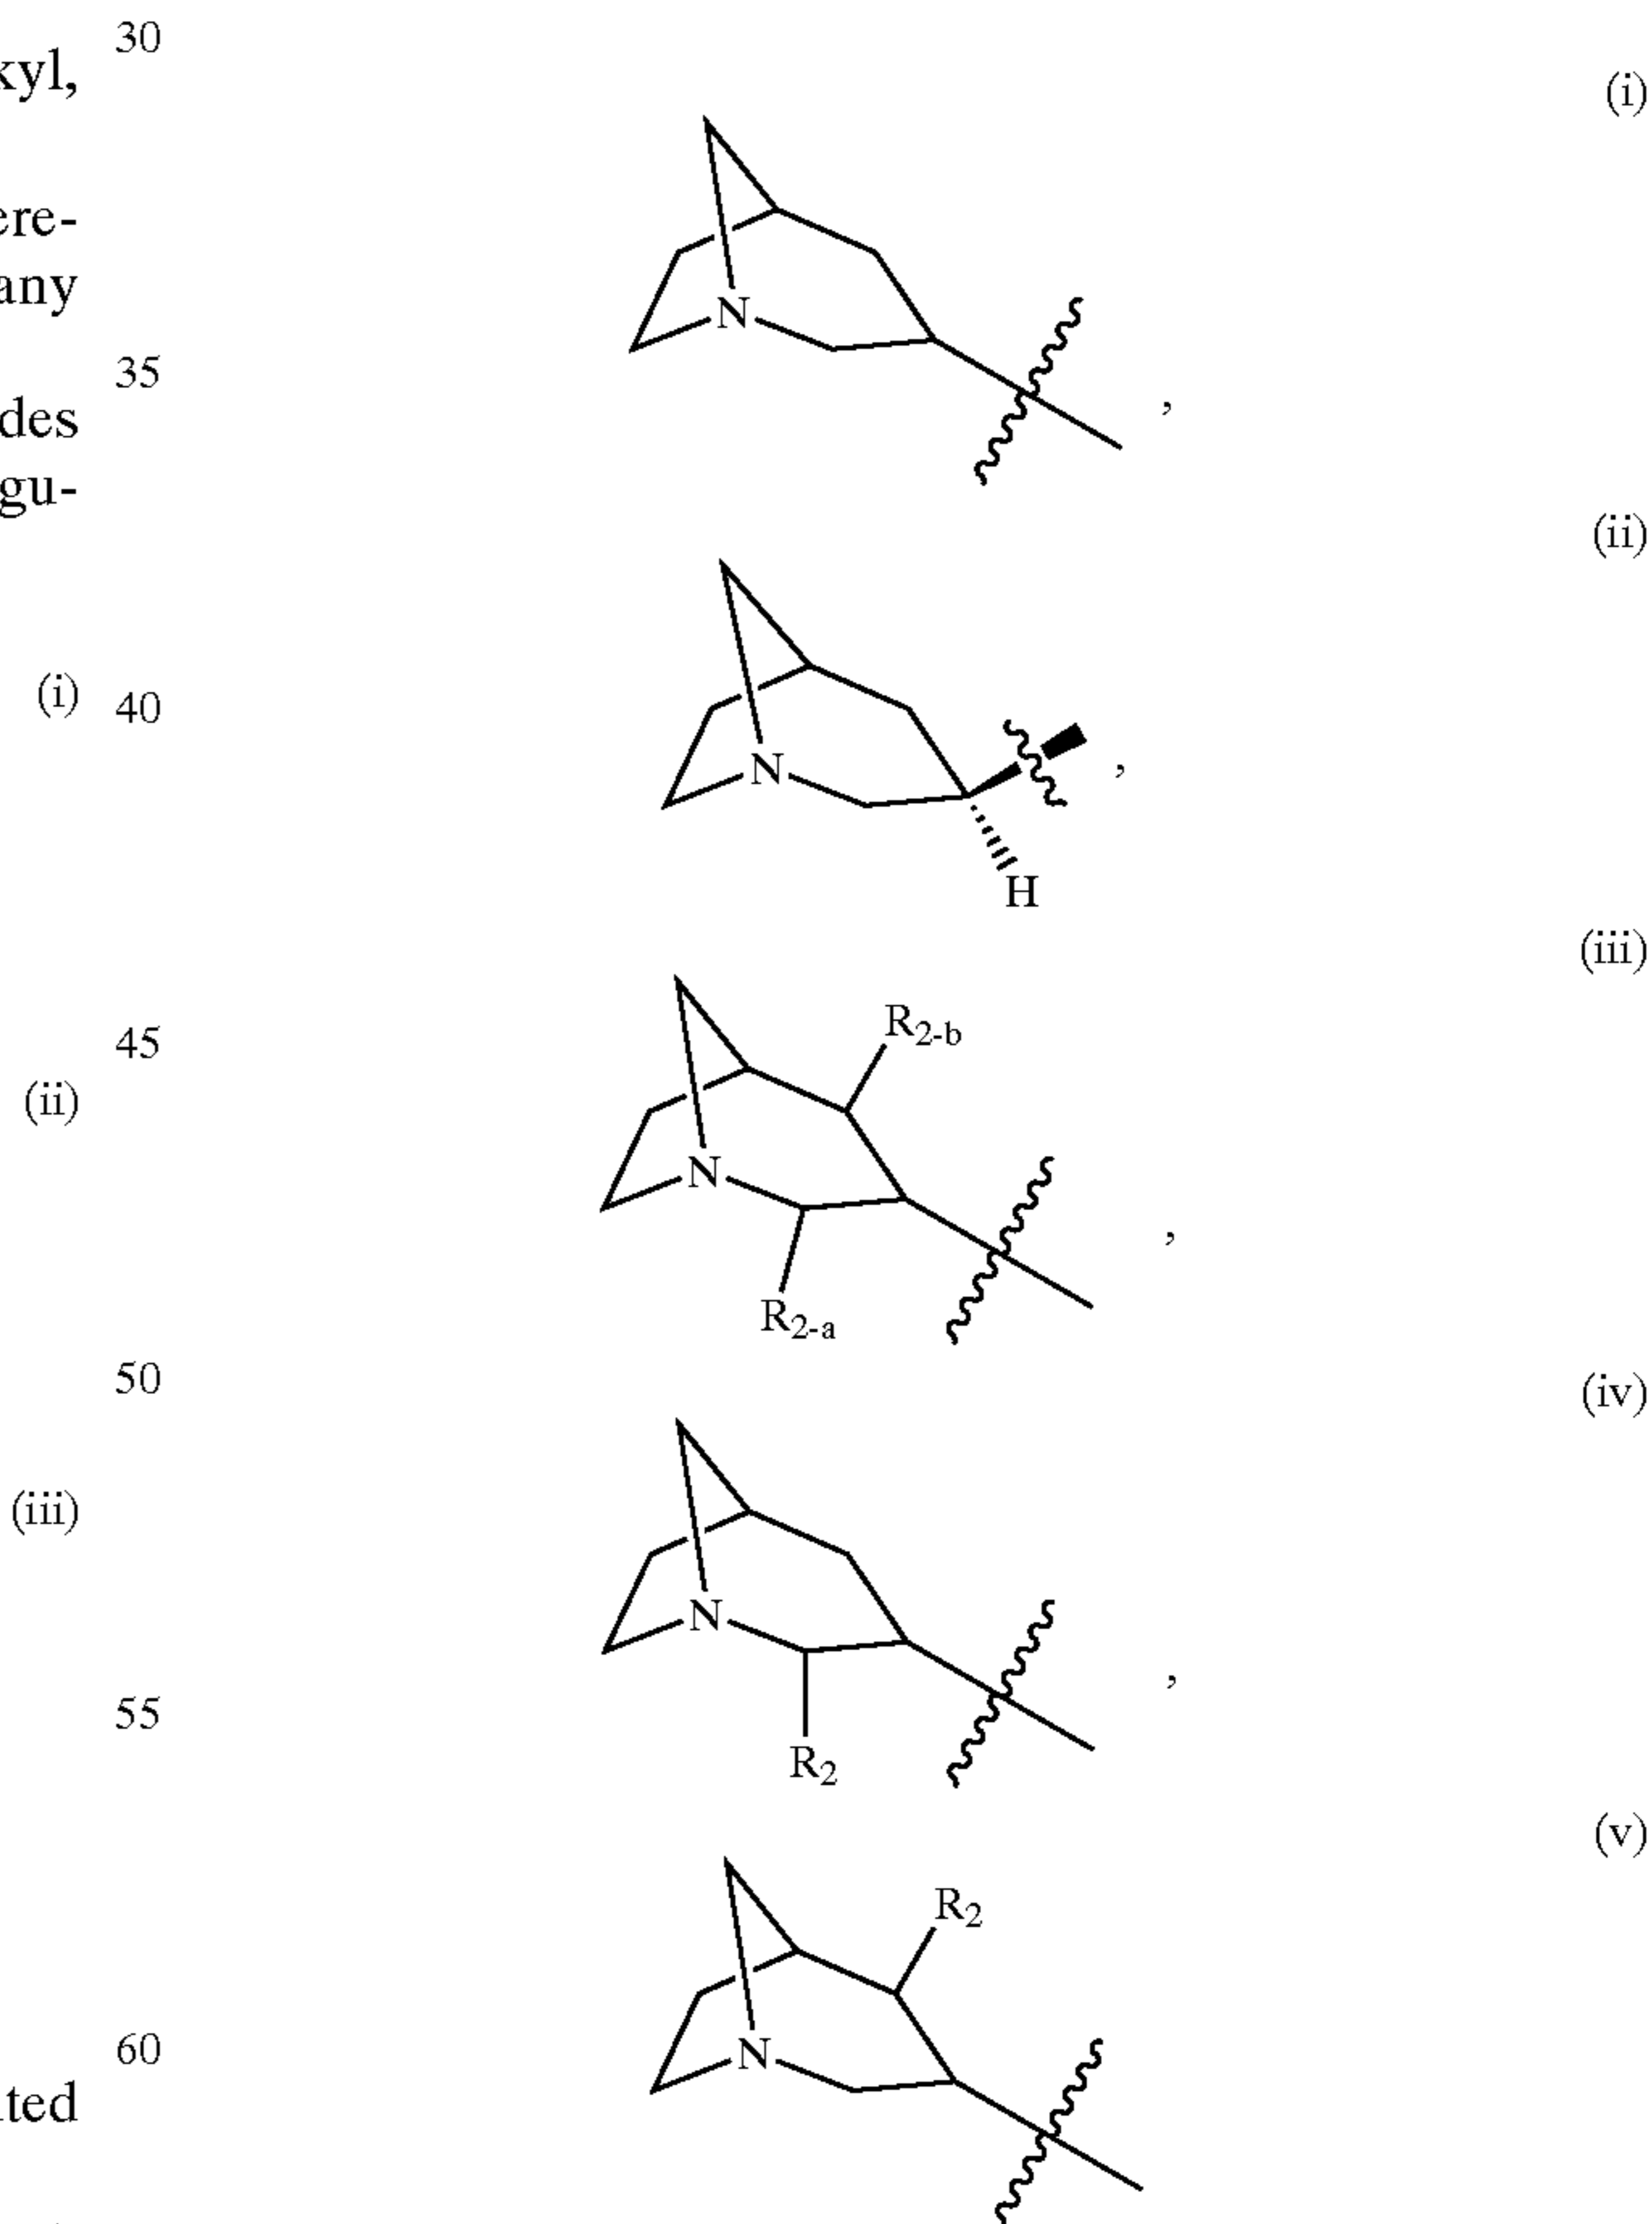 30
kyl,
(i)
ere-
any
N
35
,
des
gu-
(ii)
(i)
40
N
,
H
(iii)
R2-b
45
(ii)
N
,
R2-a
50
(iv)
(iii)
N
,
55
R2
(v)
R2
60
N
ted